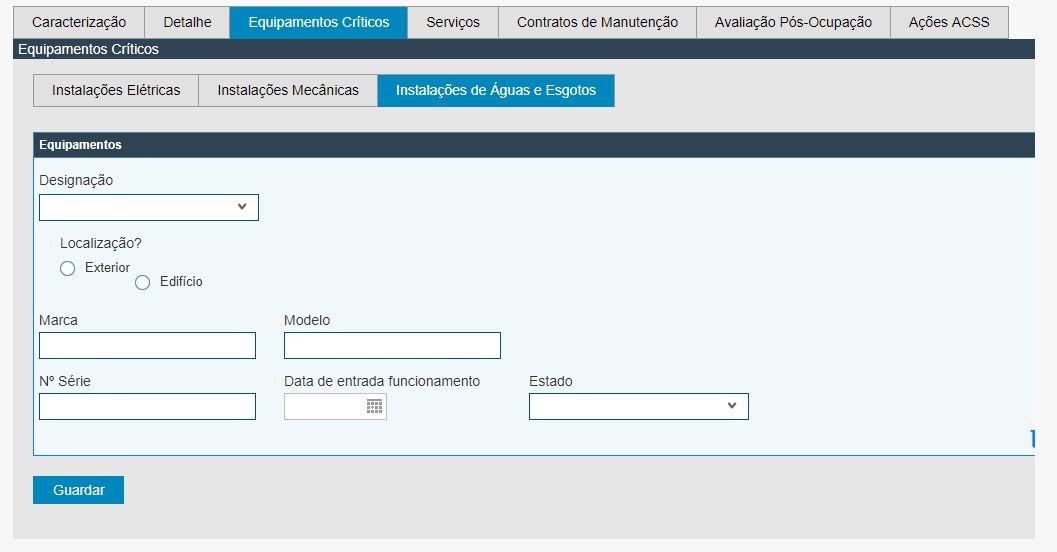 Caracterização Detalhe Equipamentos Críticos Serviços Contratos de Manutenção Avaliação Pós-Ocupação Ações ACSS
Equipamentos Críticos
Instalações Elétricas Instalações Mecânicas Instalações de Águas e Esgotos
Equipamentos
Designação
Localização?
Exterior
Edifício
Marca Modelo
Nº Série Data de entrada funcionamento Estado
Guardar